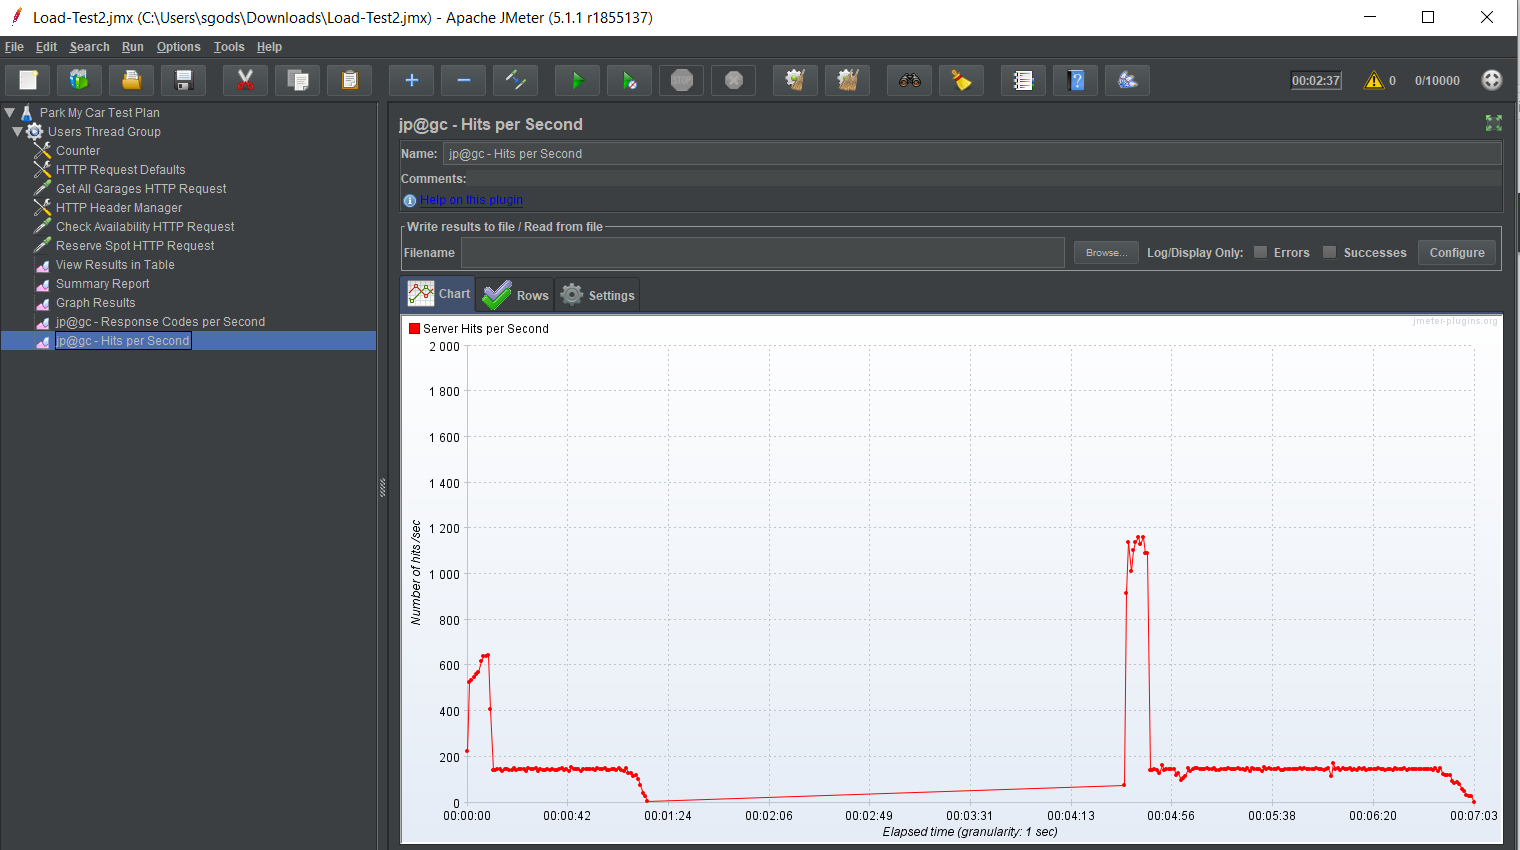 Load-Test2.jmx (C:\Users\sgods\Downloads\Load-Test2.jmx) - Apache JMeter (5.1.1 r1855137)
File Edit Search Run Options Tools Help
STOP
00:02:37 0 0/10000
Park My Car Test Plan
Users Thread Group
Counter
HTTP Request Defaults
Get All Garages HTTP Request
HTTP Header Manager
Check Availability HTTP Request
Reserve Spot HTTP Request
View Results in Table
Summary Report
Graph Results
jp@gc - Response Codes per Second
jp@gc - Hits per Second
jp@gc - Hits per Second
Name: jp@gc - Hits per Second
Comments:
Help on this plugin
Write results to file / Read from file
Filename Browse... Log/Display Only: Errors Successes Configure
Chart Rows Settings
Server Hits per Second
jmeter-plugins.org
2 000
1 800
1 600
1 400
1 200
1 000
800
600
400
200
0
Number of hits /sec
00:00:00 00:00:42 00:01:24 00:02:06 00:02:49 00:03:31 00:04:13 00:04:56 00:05:38 00:06:20 00:07:03
Elapsed time (granularity: 1 sec)